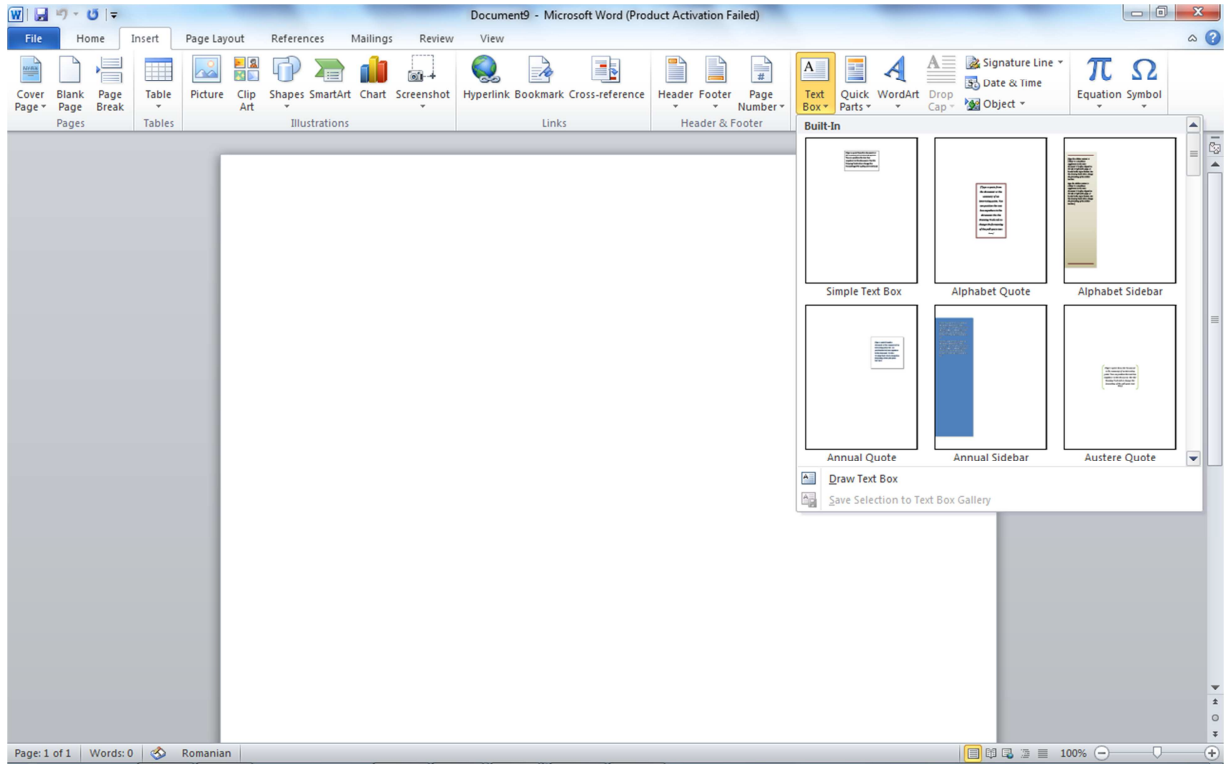 Document9 - Microsoft Word (Product Activation Failed)
File Home Insert Page Layout References Mailings Review View
Cover Page Blank Page Page Break Table Picture Clip Art Shapes SmartArt Chart Screenshot Hyperlink Bookmark Cross-reference Header Footer Page Number Text Box Quick Parts WordArt Drop Cap Signature Line Date & Time Object Equation Symbol
Pages Tables Illustrations Links Header & Footer
Built-In
Simple Text Box Alphabet Quote Alphabet Sidebar
Annual Quote Annual Sidebar Austere Quote
Draw Text Box
Save Selection to Text Box Gallery
Page: 1 of 1 Words: 0 Romanian 100%